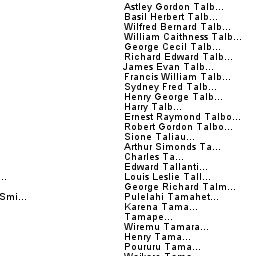 Astley Gordon Talb...
Basil Herbert Talb...
Wilfred Bernard Talb...
William Caithness Talb...
George Cecil Talb...
Richard Edward Talb...
James Evan Talb...
Francis William Talb...
Sydney Fred Talb...
Henry George Talb...
Harry Talb...
Ernest Raymond Talbo...
Robert Gordon Talbo...
Sione Taliau...
Arthur Simonds Ta...
Charles Ta...
Edward Tallanti...
... Louis Leslie Tall...
George Richard Talm...
Smi... Pulelahi Tamahet...
Karena Tama...
Tamape...
Wiremu Tamara...
Henry Tama...
Poururu Tama...